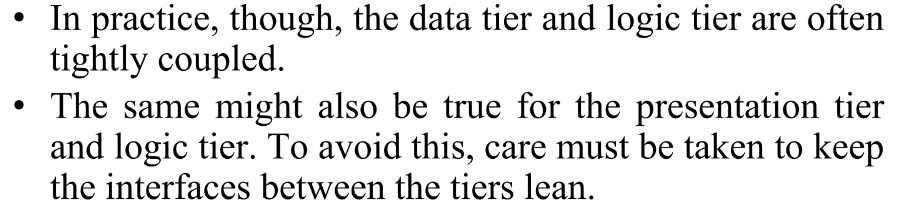 • In practice, though, the data tier and logic tier are often
tightly coupled.
• The same might also be true for the presentation tier
and logic tier. To avoid this, care must be taken to keep
the interfaces between the tiers lean.